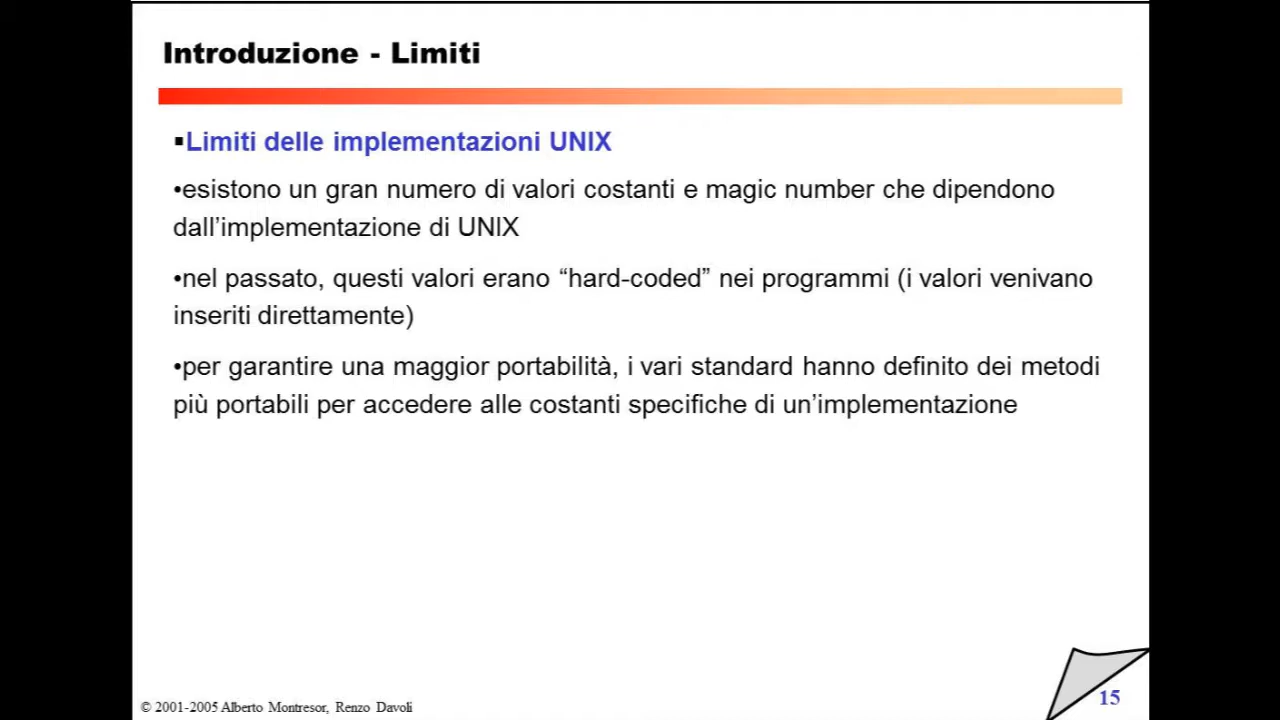 Introduzione - Limiti
▪Limiti delle implementazioni UNIX
•esistono un gran numero di valori costanti e magic number che dipendono
dall’implementazione di UNIX
•nel passato, questi valori erano “hard-coded” nei programmi (i valori venivano
inseriti direttamente)
•per garantire una maggior portabilità, i vari standard hanno definito dei metodi
più portabili per accedere alle costanti specifiche di un’implementazione
© 2001-2005 Alberto Montresor, Renzo Davoli
15